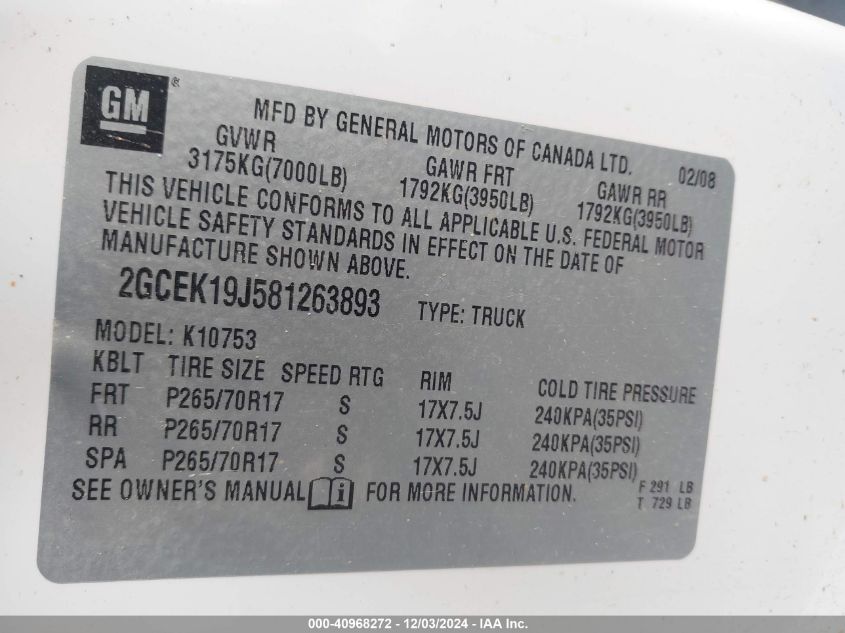 GM ®
MFD BY GENERAL MOTORS OF CANADA LTD.
02/08
GVWR GAWR FRT GAWR RR
3175KG(7000LB) 1792KG(3950LB) 1792KG(3950LB)
THIS VEHICLE CONFORMS TO ALL APPLICABLE U.S. FEDERAL MOTOR
VEHICLE SAFETY STANDARDS IN EFFECT ON THE DATE OF
MANUFACTURE SHOWN ABOVE.
2GCEK19J581263893 TYPE: TRUCK
MODEL: K10753
KBLT TIRE SIZE SPEED RTG RIM COLD TIRE PRESSURE
FRT P265/70R17 S 17X7.5J 240KPA(35PSI)
RR P265/70R17 S 17X7.5J 240KPA(35PSI)
SPA P265/70R17 S 17X7.5J 240KPA(35PSI)
SEE OWNER'S MANUAL i FOR MORE INFORMATION.
F 291 LB
T 729 LB
000-40968272 - 12/03/2024 - IAA Inc.